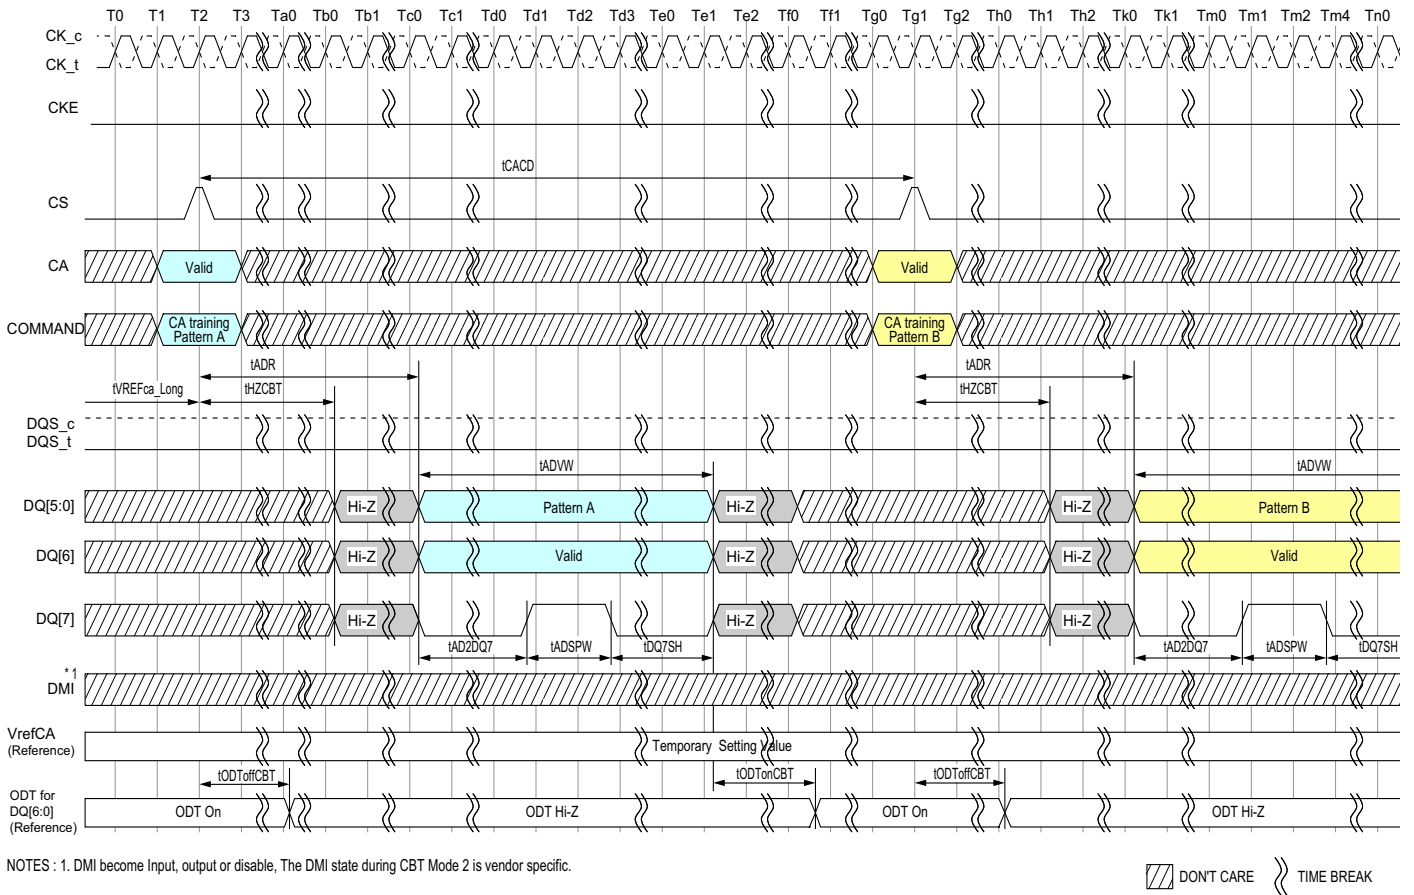 T0 T1 T2 T3 Ta0 Tb0 Tb1 Tc0 Tc1 Td0 Td1 Td2 Td3 Te0 Te1 Te2 Tf0 Tf1 Tg0 Tg1 Tg2 Th0 Th1 Th2 Tk0 Tk1 Tm0 Tm1 Tm2 Tm4 Tn0
CK_c
CK_t
CKE
tCACD
CS
CA Valid Valid
COMMAND CA training Pattern A CA training Pattern B
tADR tADR
tVREFca_Long tHZCBT tHZCBT
DQS_c
DQS_t
tADVW tADVW
DQ[5:0] Hi-Z Pattern A Hi-Z Hi-Z Pattern B
DQ[6] Hi-Z Valid Hi-Z Hi-Z Valid
DQ[7] Hi-Z Hi-Z Hi-Z
tAD2DQ7 tADSPW tDQ7SH tAD2DQ7 tADSPW tDQ7SH
*1
DMI
VrefCA
(Reference)
Temporary Setting Value
tODToffCBT tODTonCBT tODToffCBT
ODT for
DQ[6:0]
(Reference)
ODT On ODT Hi-Z ODT On ODT Hi-Z
NOTES : 1. DMI become Input, output or disable, The DMI state during CBT Mode 2 is vendor specific.
DON'T CARE TIME BREAK